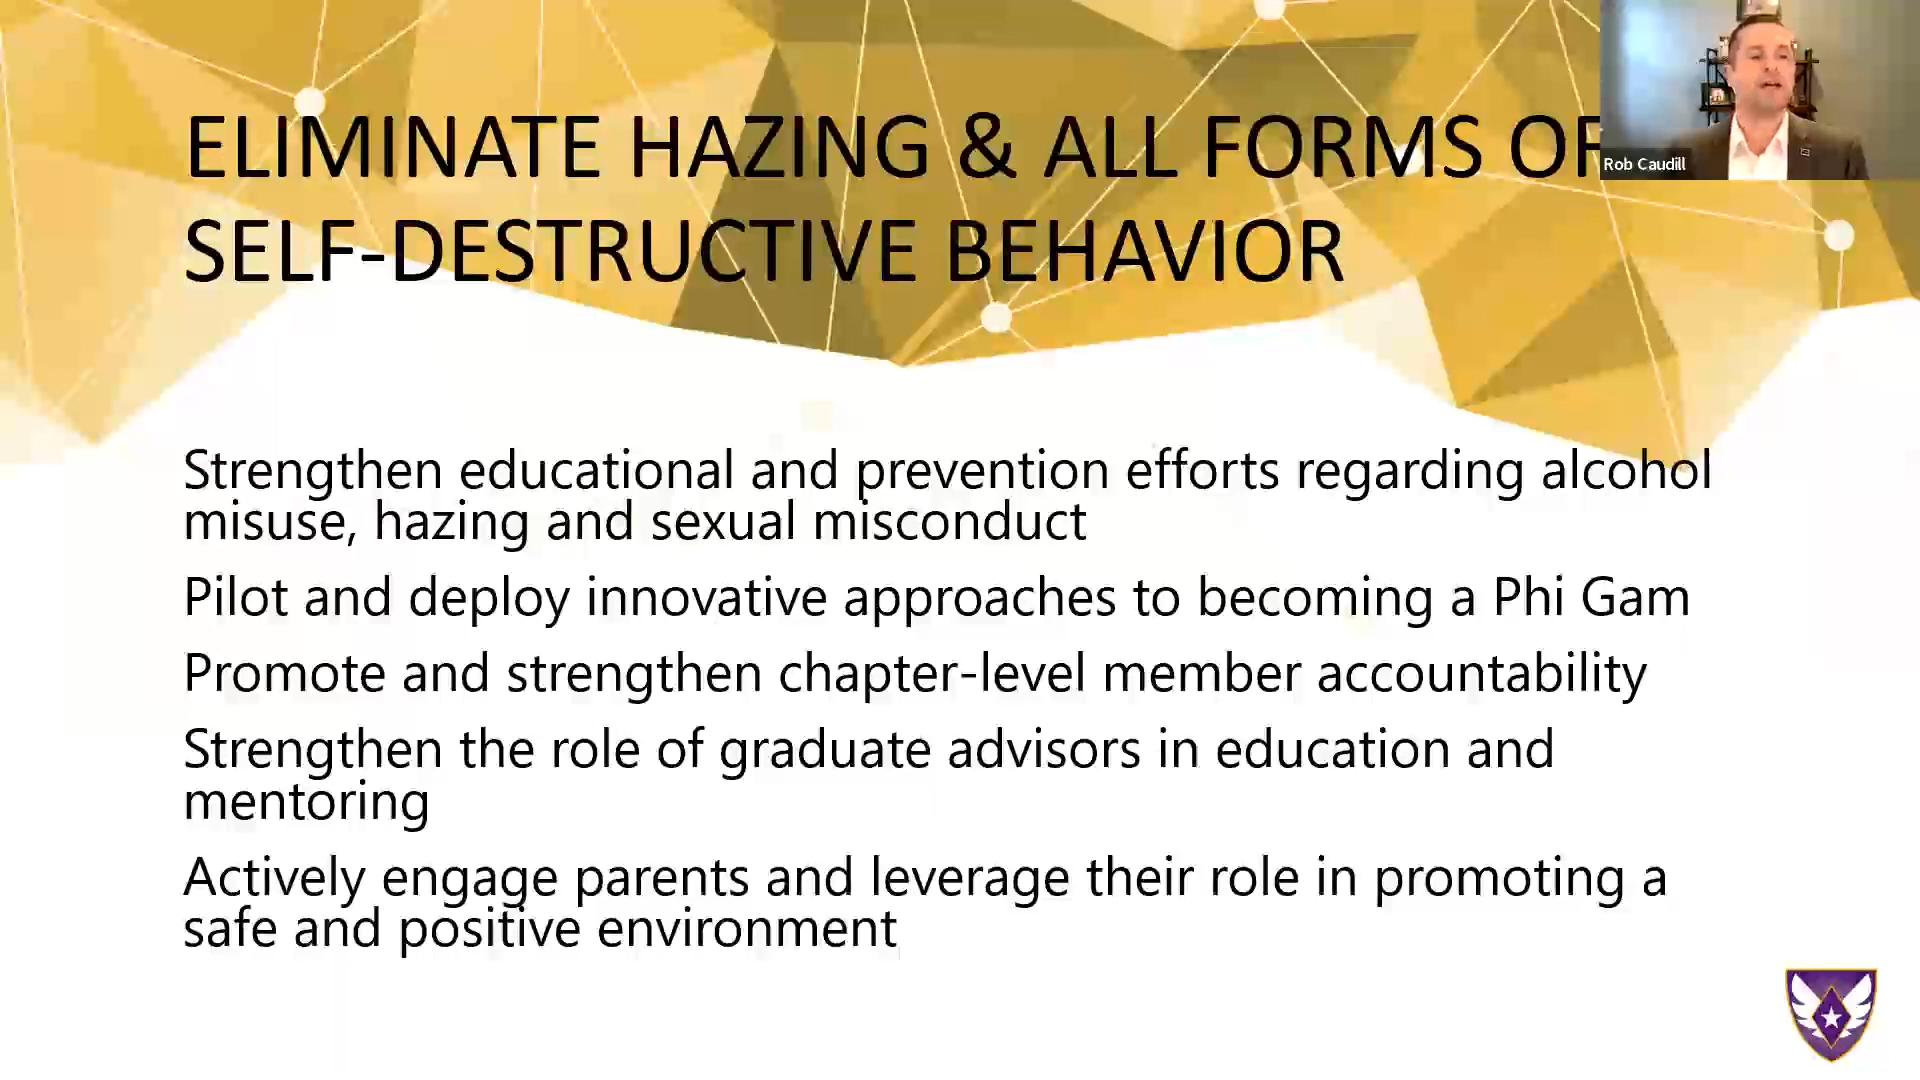 ELIMINATE HAZING & ALL FORMS OF
Rob Caudill
SELF-DESTRUCTIVE BEHAVIOR
Strengthen educational and prevention efforts regarding alcohol
misuse, hazing and sexual misconduct
Pilot and deploy innovative approaches to becoming a Phi Gam
Promote and strengthen chapter-level member accountability
Strengthen the role of graduate advisors in education and
mentoring
Actively engage parents and leverage their role in promoting a
safe and positive environment